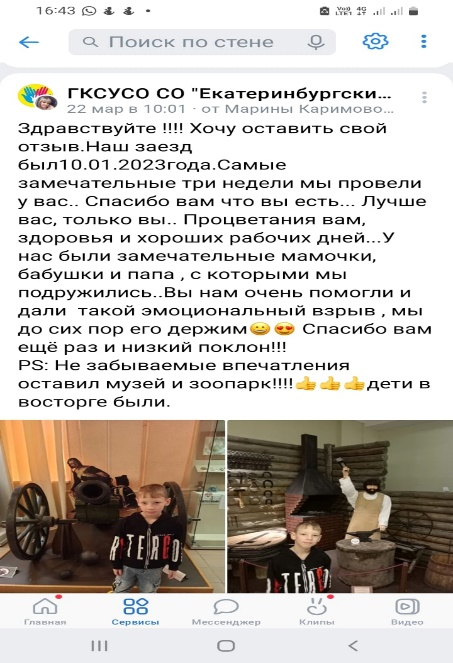 16:43
Поиск по стене
ГКСУСО СО "Екатеринбургски...
22 мар в 10:01 · от Марины Каримово...
Здравствуйте !!!! Хочу оставить свой
отзыв.Наш заезд
был10.01.2023года.Самые
замечательные три недели мы провели
у вас.. Спасибо вам что вы есть... Лучше
вас, только вы.. Процветания вам,
здоровья и хороших рабочих дней...У
нас были замечательные мамочки,
бабушки и папа , с которыми мы
подружились..Вы нам очень помогли и
дали такой эмоциональный взрыв , мы
до сих пор его держим😀😍 Спасибо вам
ещё раз и низкий поклон!!!
PS: Не забываемые впечатления
оставил музей и зоопарк!!!!👍👍👍дети в
восторге были.
Главная Сервисы Мессенджер Клипы Видео